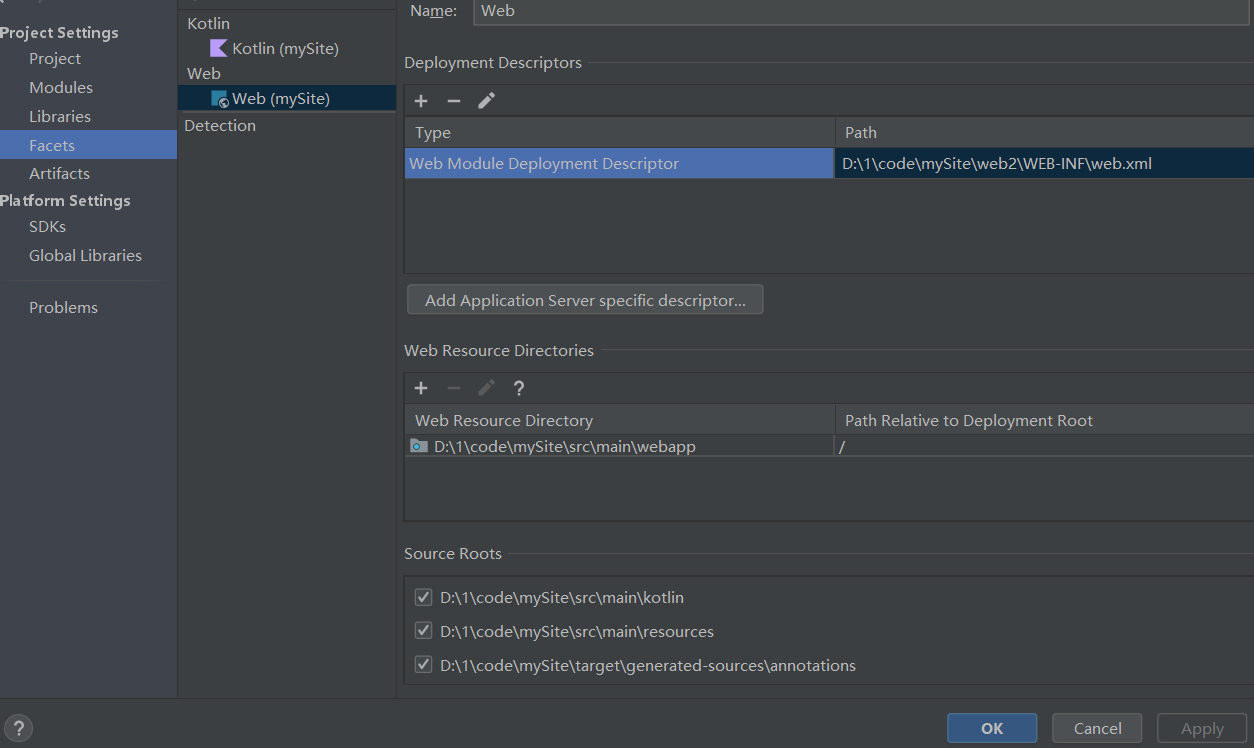 Project Settings
Project
Modules
Libraries
Facets
Artifacts
Platform Settings
SDKs
Global Libraries
Problems
Kotlin
Kotlin (mySite)
Web
Web (mySite)
Detection
Name: Web
Deployment Descriptors
Type Path
Web Module Deployment Descriptor D:\1\code\mySite\web2\WEB-INF\web.xml
Add Application Server specific descriptor...
Web Resource Directories
?
Web Resource Directory Path Relative to Deployment Root
D:\1\code\mySite\src\main\webapp /
Source Roots
D:\1\code\mySite\src\main\kotlin
D:\1\code\mySite\src\main\resources
D:\1\code\mySite\target\generated-sources\annotations
? OK Cancel Apply